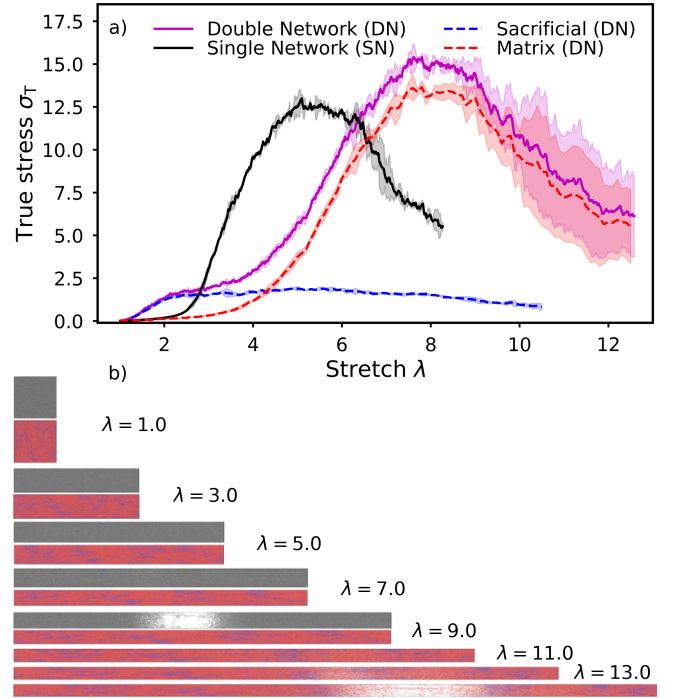 a)
Double Network (DN)
Single Network (SN)
Sacrificial (DN)
Matrix (DN)
17.5
15.0
12.5
10.0
7.5
5.0
2.5
0.0
True stress σ_T
2 4 6 8 10 12
Stretch λ
b)
λ = 1.0
λ = 3.0
λ = 5.0
λ = 7.0
λ = 9.0
λ = 11.0
λ = 13.0